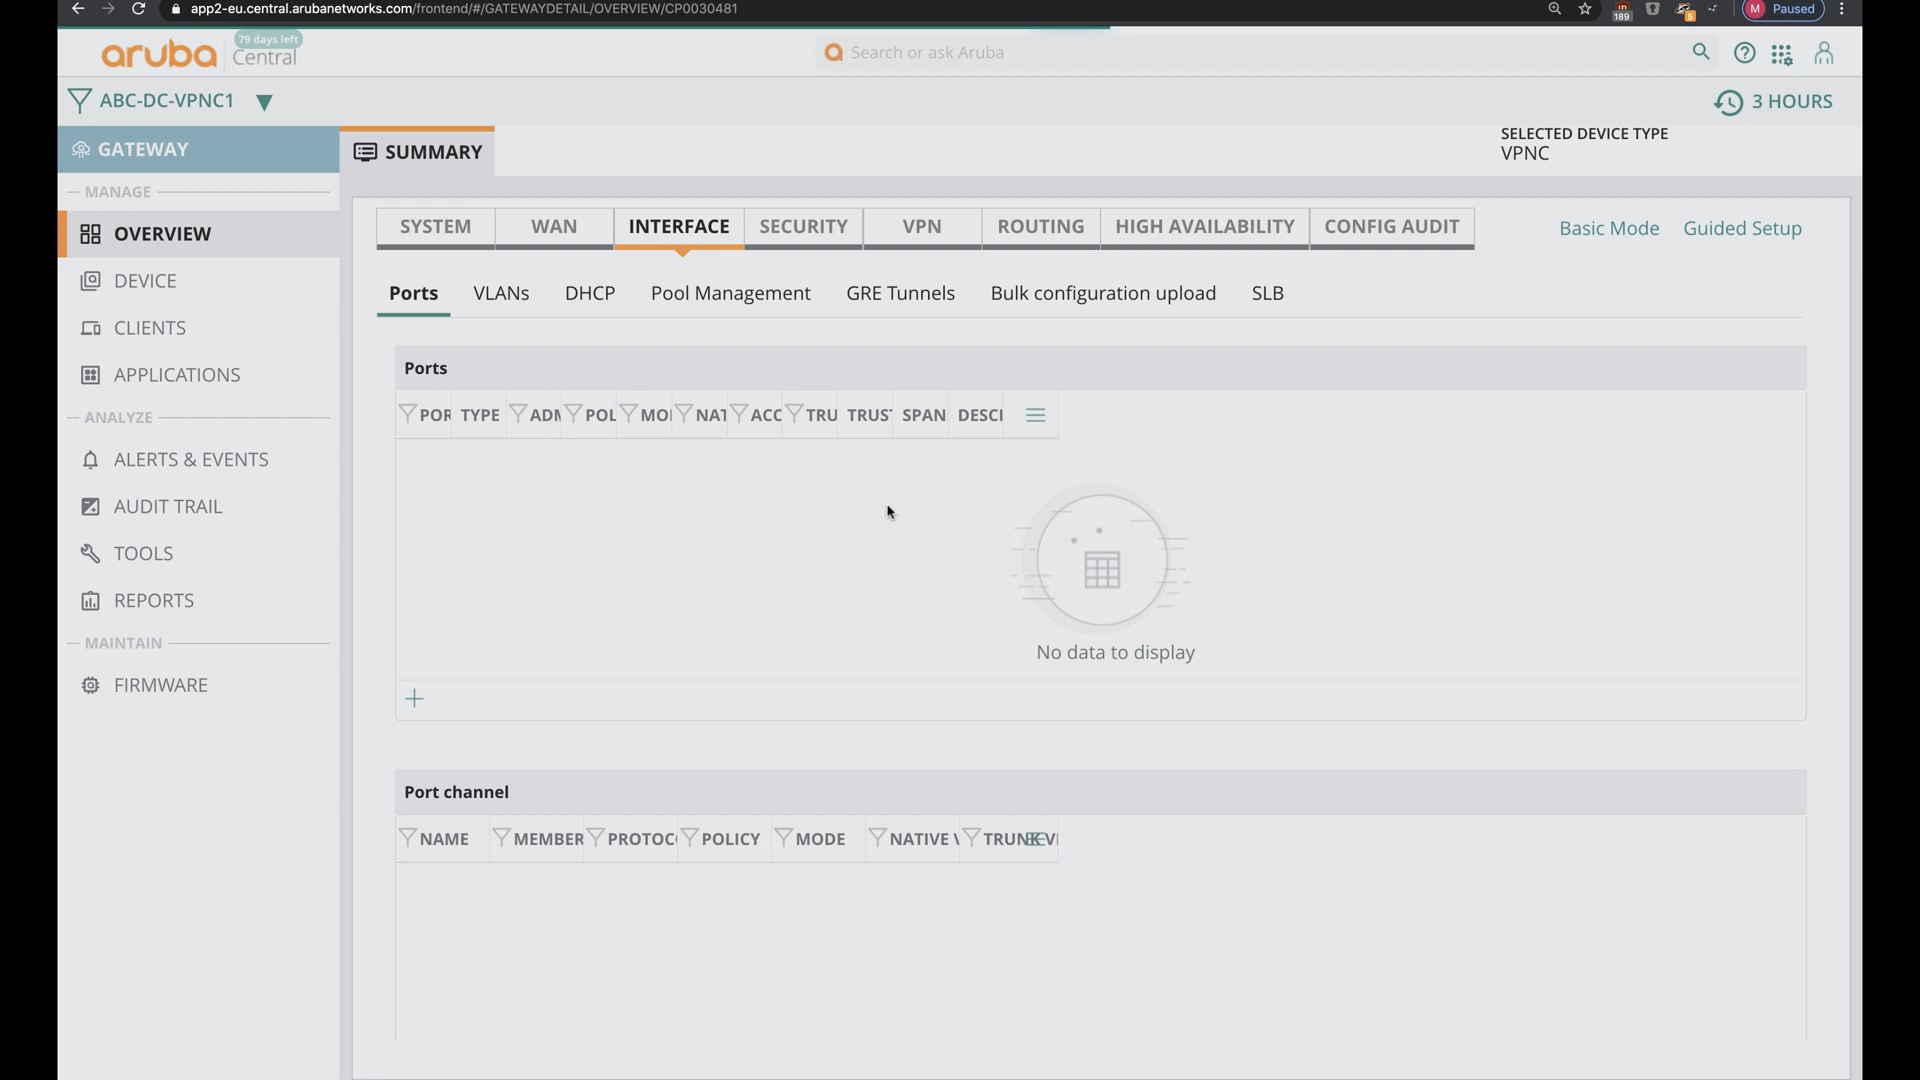 app2-eu.central.arubanetworks.com/frontend/#/GATEWAYDETAIL/OVERVIEW/CP0030481
189
6
M Paused
aruba Central
79 days left
Search or ask Aruba
ABC-DC-VPNC1
3 HOURS
GATEWAY
SUMMARY
SELECTED DEVICE TYPE
VPNC
MANAGE
OVERVIEW
DEVICE
CLIENTS
APPLICATIONS
ANALYZE
ALERTS & EVENTS
AUDIT TRAIL
TOOLS
REPORTS
MAINTAIN
FIRMWARE
SYSTEM WAN INTERFACE SECURITY VPN ROUTING HIGH AVAILABILITY CONFIG AUDIT
Basic Mode Guided Setup
Ports VLANs DHCP Pool Management GRE Tunnels Bulk configuration upload SLB
Ports
POR TYPE ADM POL MO NAT ACC TRU TRUST SPAN DESCI
No data to display
Port channel
NAME MEMBER PROTOC POLICY MODE NATIVE V TRUNK V